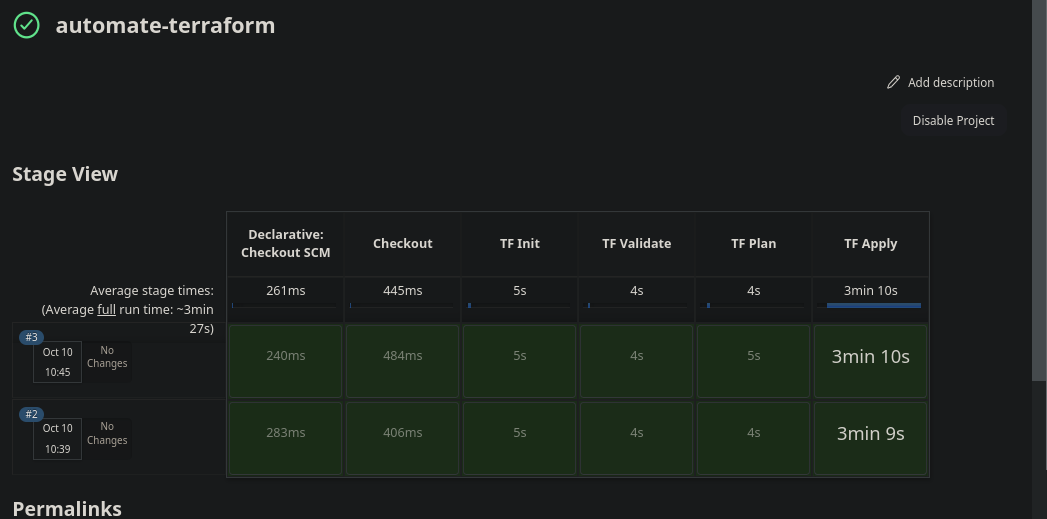 automate-terraform
Add description
Disable Project
Stage View
Declarative:
Checkout SCM
Checkout
TF Init
TF Validate
TF Plan
TF Apply
Average stage times:
(Average full run time: ~3min
27s)
261ms
445ms
5s
4s
4s
3min 10s
#3
Oct 10
10:45
No
Changes
240ms
484ms
5s
4s
5s
3min 10s
#2
Oct 10
10:39
No
Changes
283ms
406ms
5s
4s
4s
3min 9s
Permalinks